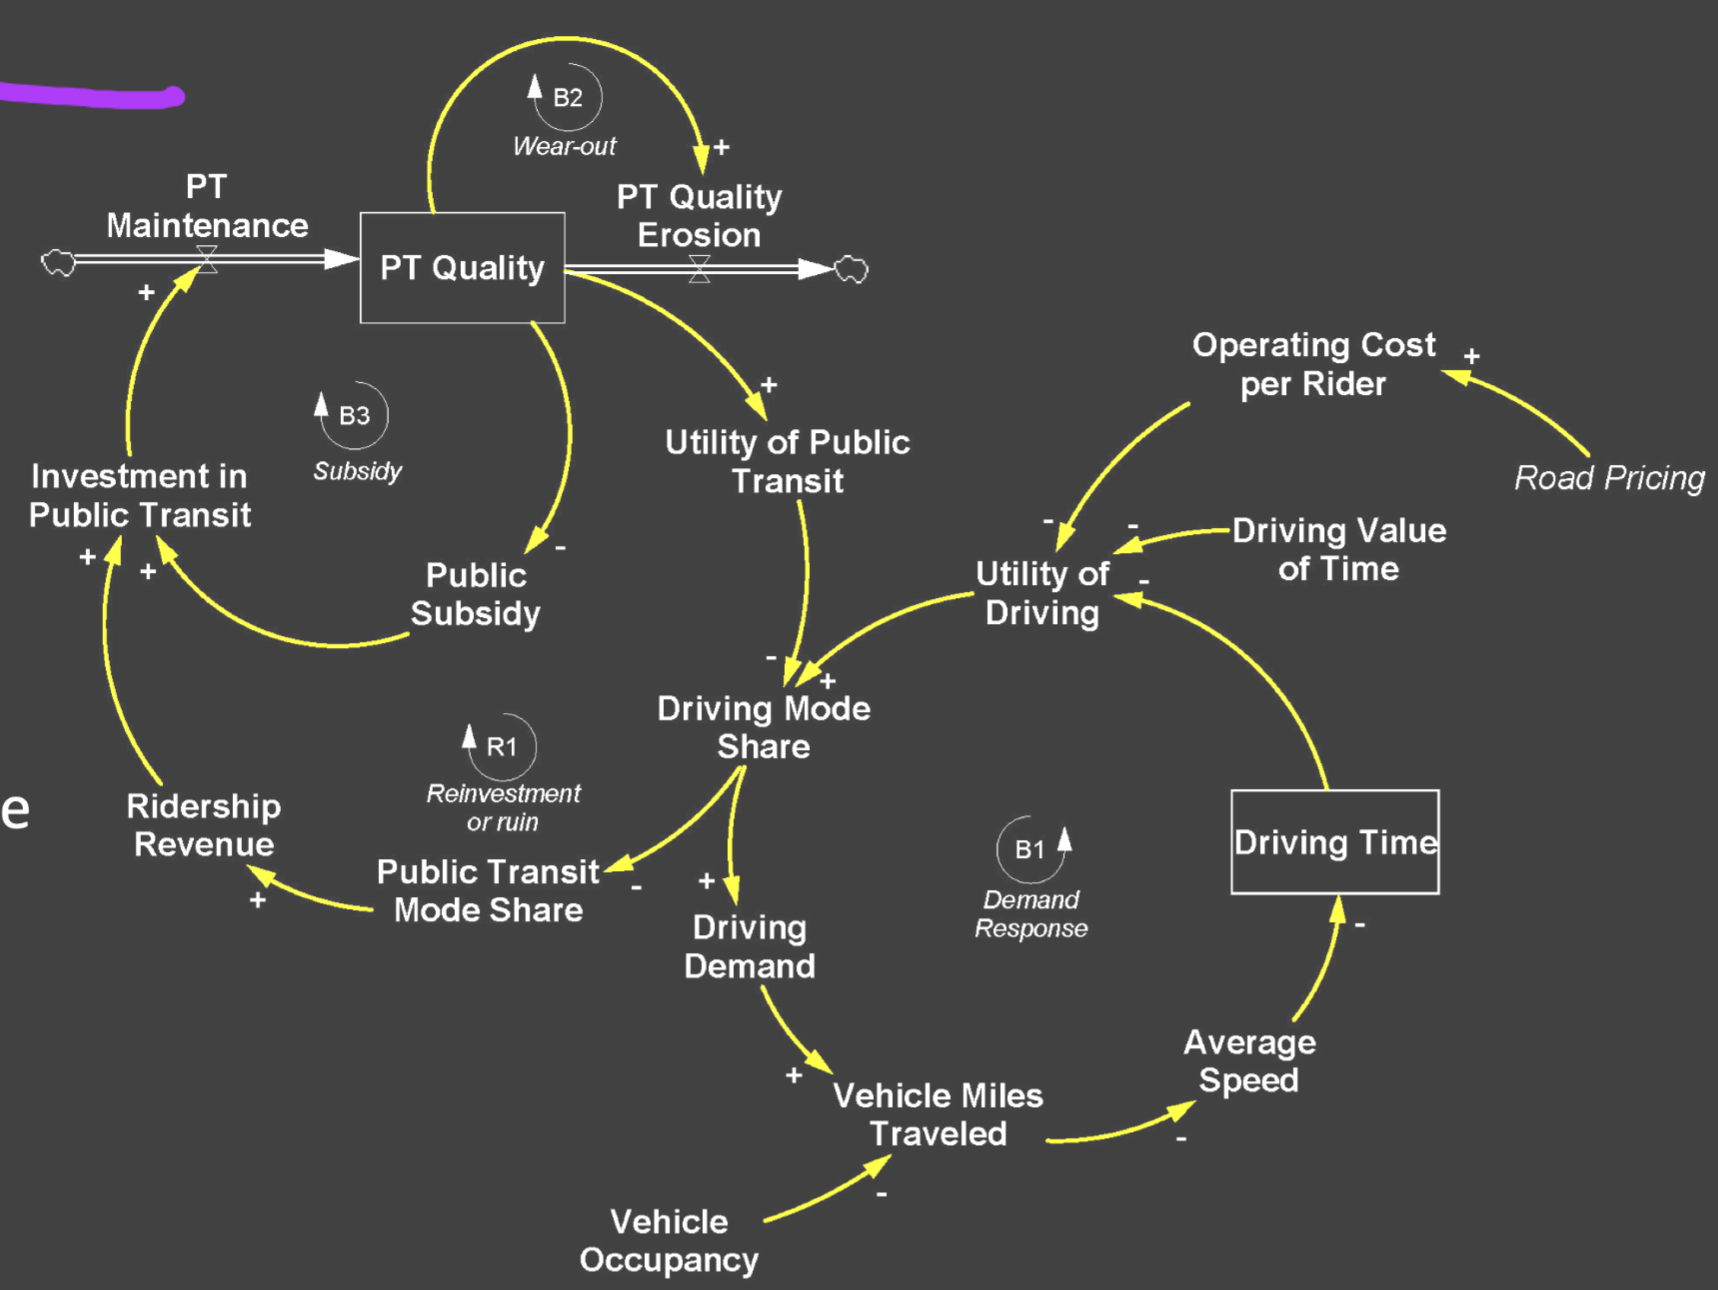 B2
Wear-out
+
PT
Maintenance
PT Quality
Erosion
PT Quality
+
+
Operating Cost
per Rider
+
Road Pricing
B3
Subsidy
Utility of Public
Transit
Investment in
Public Transit
-
-
Driving Value
of Time
+
+
-
Public
Subsidy
Utility of
Driving
-
-
+
Driving Mode
Share
R1
Reinvestment
or ruin
Ridership
Revenue
e
Public Transit
Mode Share
-
+
+
Driving
Demand
B1
Demand
Response
Driving Time
-
Average
Speed
+
Vehicle Miles
Traveled
-
-
Vehicle
Occupancy